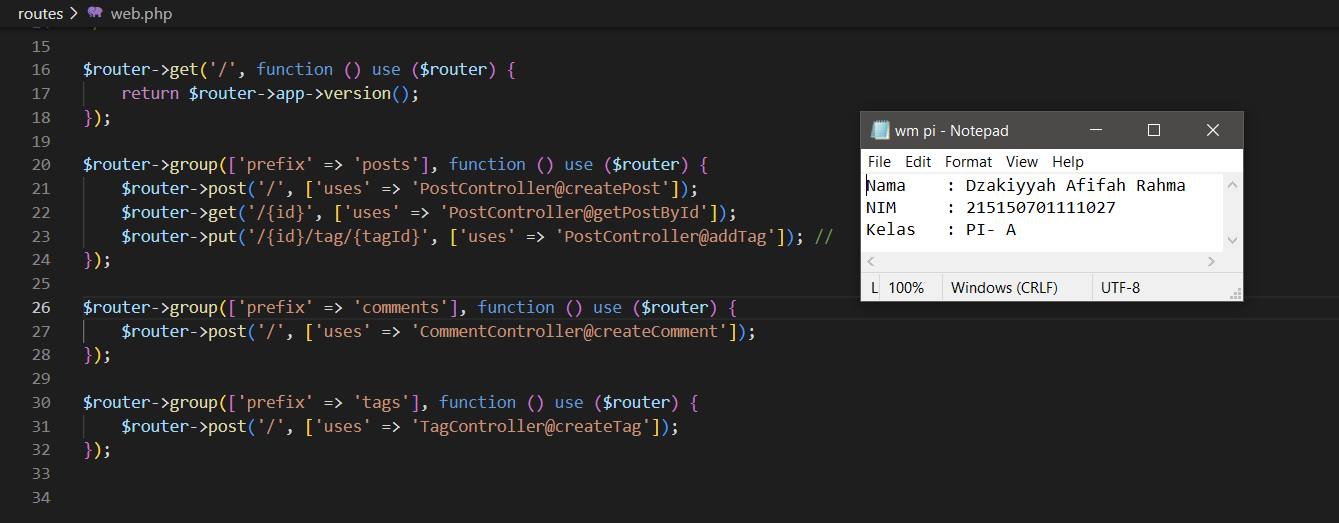 routes > web.php
15
16 $router->get('/', function () use ($router) {
17     return $router->app->version();
18 });
19
20 $router->group(['prefix' => 'posts'], function () use ($router) {
21     $router->post('/', ['uses' => 'PostController@createPost']);
22     $router->get('/{id}', ['uses' => 'PostController@getPostById']);
23     $router->put('/{id}/tag/{tagId}', ['uses' => 'PostController@addTag']); //
24 });
25
26 $router->group(['prefix' => 'comments'], function () use ($router) {
27     $router->post('/', ['uses' => 'CommentController@createComment']);
28 });
29
30 $router->group(['prefix' => 'tags'], function () use ($router) {
31     $router->post('/', ['uses' => 'TagController@createTag']);
32 });
33
34
wm pi - Notepad
File Edit Format View Help
Nama : Dzakiyyah Afifah Rahma
NIM : 215150701111027
Kelas : PI- A
L 100% Windows (CRLF) UTF-8